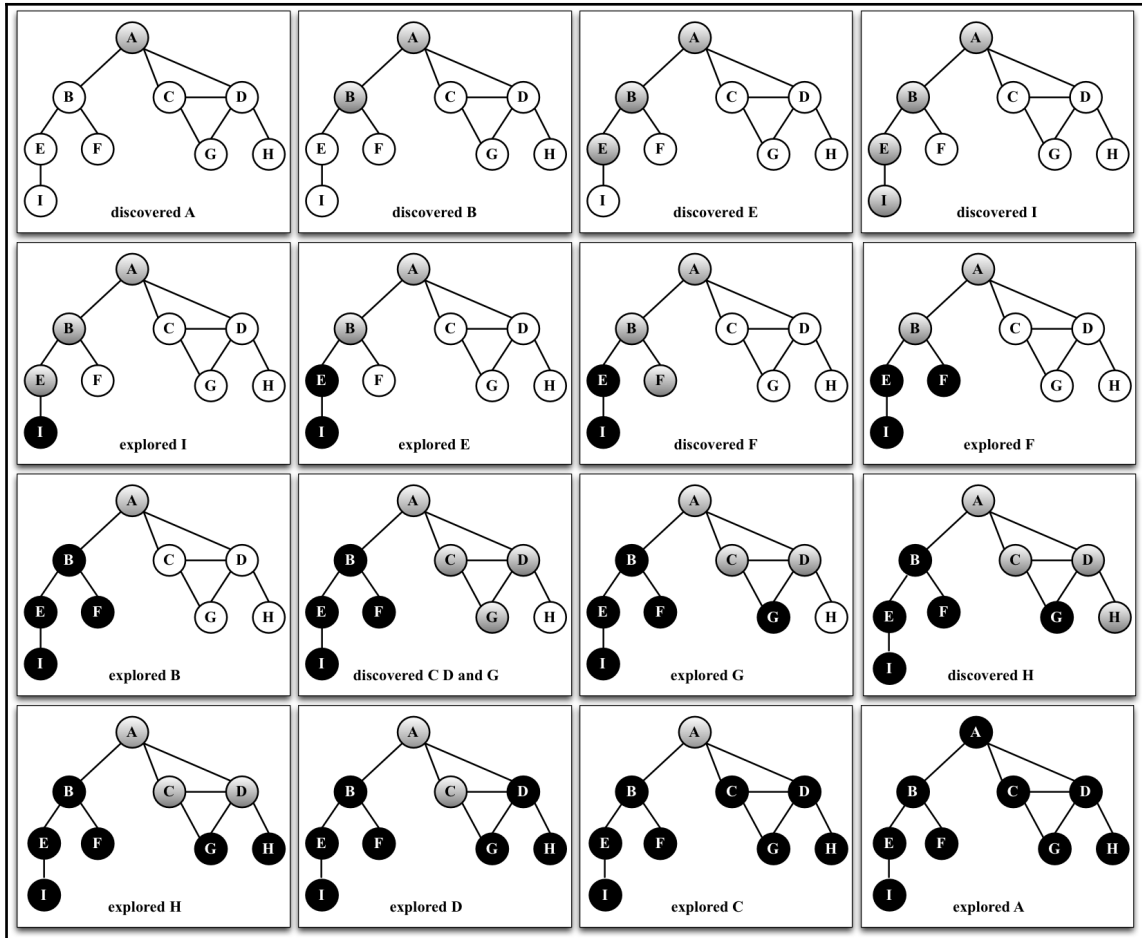 A
B C D
E F G H
I
discovered A
A
B C D
E F G H
I
discovered B
A
B C D
E F G H
I
discovered E
A
B C D
E F G H
I
discovered I
A
B C D
E F G H
I
explored I
A
B C D
E F G H
I
explored E
A
B C D
E F G H
I
discovered F
A
B C D
E F G H
I
explored F
A
B C D
E F G H
I
explored B
A
B C D
E F G H
I
discovered C D and G
A
B C D
E F G H
I
explored G
A
B C D
E F G H
I
discovered H
A
B C D
E F G H
I
explored H
A
B C D
E F G H
I
explored D
A
B C D
E F G H
I
explored C
A
B C D
E F G H
I
explored A